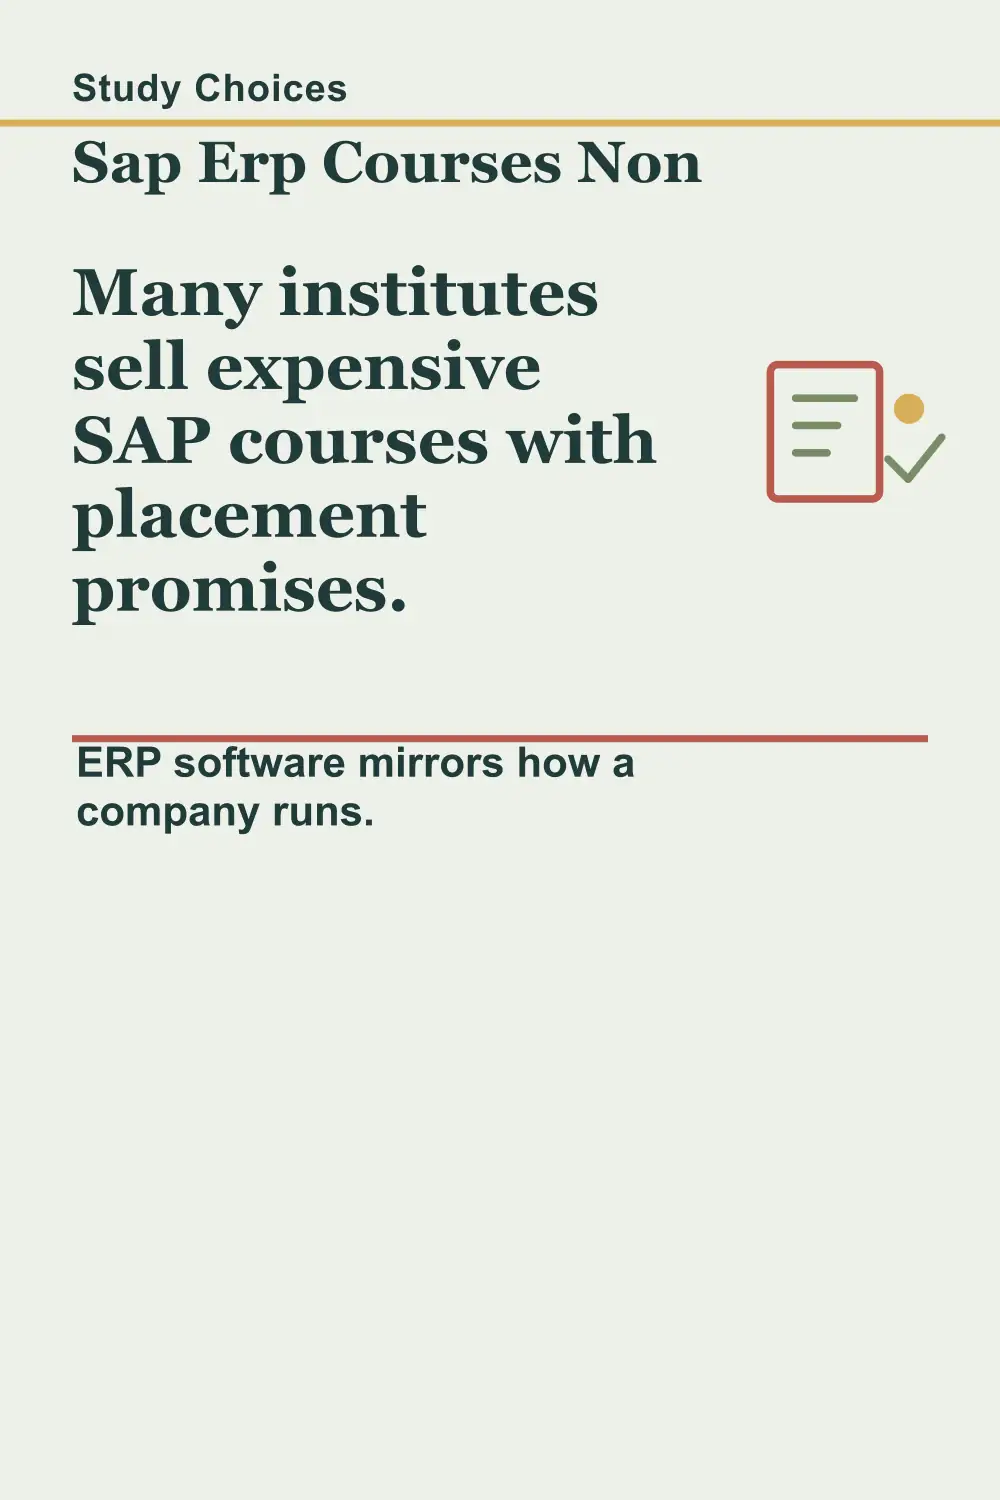 Study Choices
Sap Erp Courses Non
Many institutes
sell expensive
SAP courses with
placement
promises.
ERP software mirrors how a
company runs.